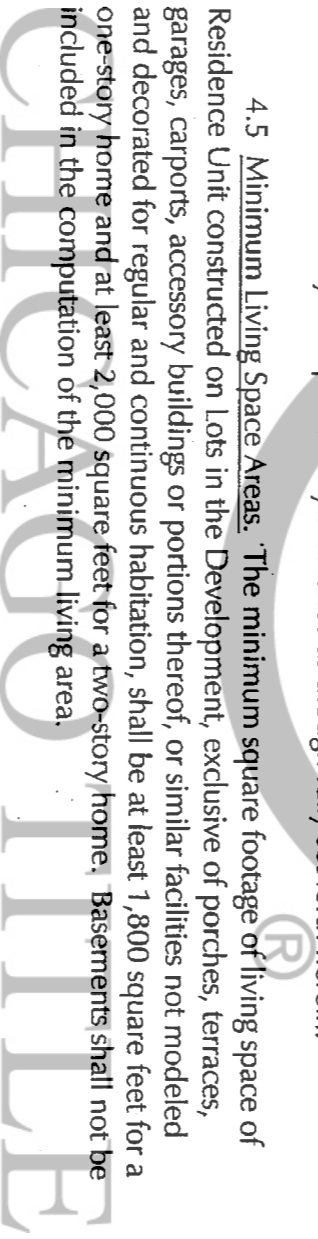 4.5 Minimum Living Space Areas. The minimum square footage of living space of
Residence Unit constructed on Lots in the Development, exclusive of porches, terraces,
garages, carports, accessory buildings or portions thereof, or similar facilities not modeled
and decorated for regular and continuous habitation, shall be at least 1,800 square feet for a
one-story home and at least 2,000 square feet for a two-story home. Basements shall not be
included in the computation of the minimum living area.
®
CHICAGO TITLE